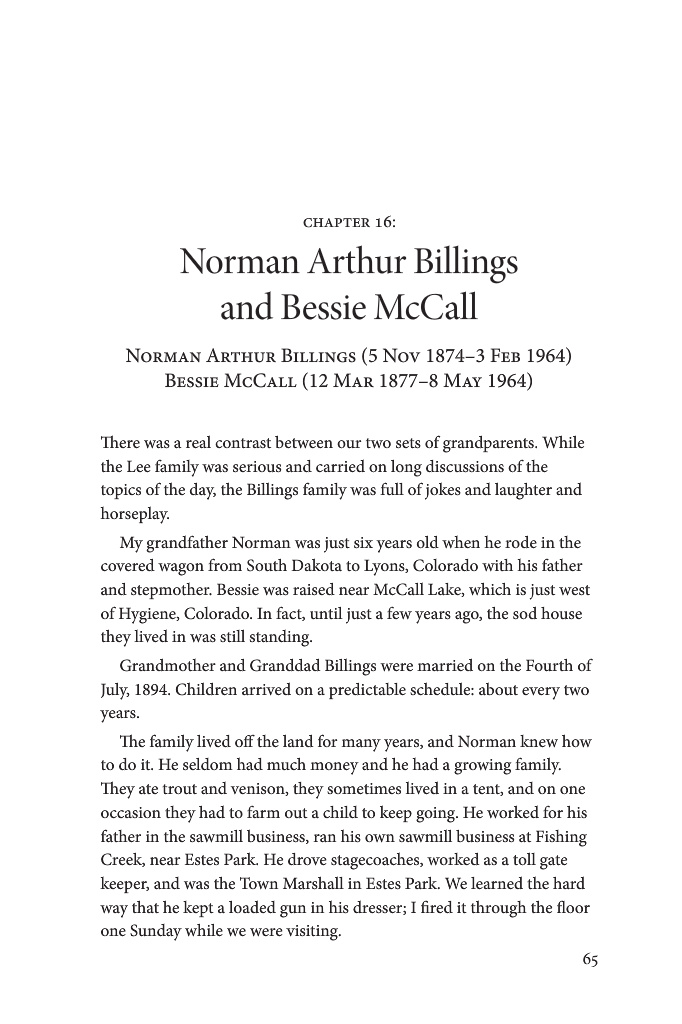 CHAPTER 16:
Norman Arthur Billings
and Bessie McCall
Norman Arthur Billings (5 Nov 1874–3 Feb 1964)
Bessie McCall (12 Mar 1877–8 May 1964)
There was a real contrast between our two sets of grandparents. While
the Lee family was serious and carried on long discussions of the
topics of the day, the Billings family was full of jokes and laughter and
horseplay.
My grandfather Norman was just six years old when he rode in the
covered wagon from South Dakota to Lyons, Colorado with his father
and stepmother. Bessie was raised near McCall Lake, which is just west
of Hygiene, Colorado. In fact, until just a few years ago, the sod house
they lived in was still standing.
Grandmother and Granddad Billings were married on the Fourth of
July, 1894. Children arrived on a predictable schedule: about every two
years.
The family lived off the land for many years, and Norman knew how
to do it. He seldom had much money and he had a growing family.
They ate trout and venison, they sometimes lived in a tent, and on one
occasion they had to farm out a child to keep going. He worked for his
father in the sawmill business, ran his own sawmill business at Fishing
Creek, near Estes Park. He drove stagecoaches, worked as a toll gate
keeper, and was the Town Marshall in Estes Park. We learned the hard
way that he kept a loaded gun in his dresser; I fired it through the floor
one Sunday while we were visiting.
65